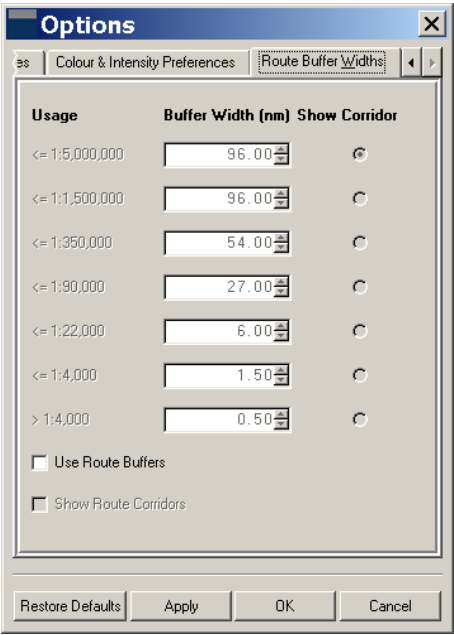 Options
es Colour & Intensity Preferences Route Buffer Widths
Usage Buffer Width (nm) Show Corridor
<= 1:5,000,000 96.00
<= 1:1,500,000 96.00
<= 1:350,000 54.00
<= 1:90,000 27.00
<= 1:22,000 6.00
<= 1:4,000 1.50
> 1:4,000 0.50
Use Route Buffers
Show Route Corridors
Restore Defaults Apply OK Cancel